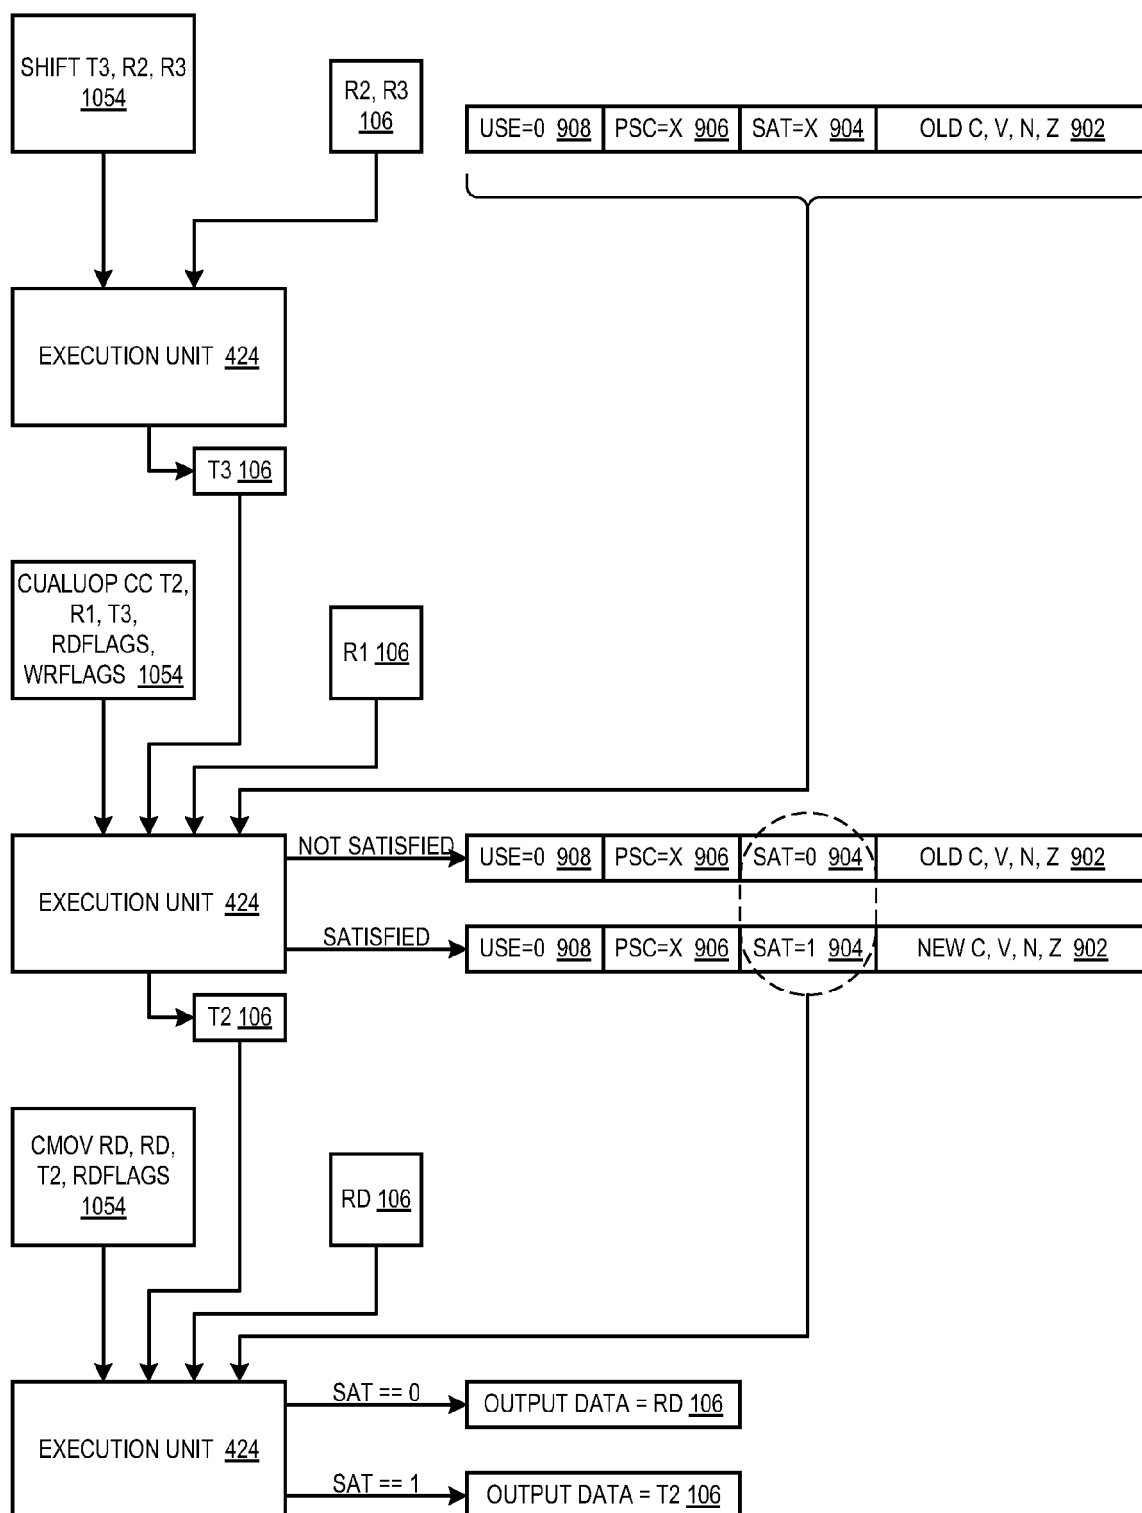 SHIFT T3, R2, R3
1054
R2, R3
106
USE=0 908 PSC=X 906 SAT=X 904 OLD C, V, N, Z 902
EXECUTION UNIT 424
T3 106
CUALUOP CC T2,
R1, T3,
RDFLAGS,
WRFLAGS 1054
R1 106
NOT SATISFIED
USE=0 908 PSC=X 906 SAT=0 904 OLD C, V, N, Z 902
EXECUTION UNIT 424
SATISFIED
USE=0 908 PSC=X 906 SAT=1 904 NEW C, V, N, Z 902
T2 106
CMOV RD, RD,
T2, RDFLAGS
1054
RD 106
SAT == 0
OUTPUT DATA = RD 106
EXECUTION UNIT 424
SAT == 1
OUTPUT DATA = T2 106